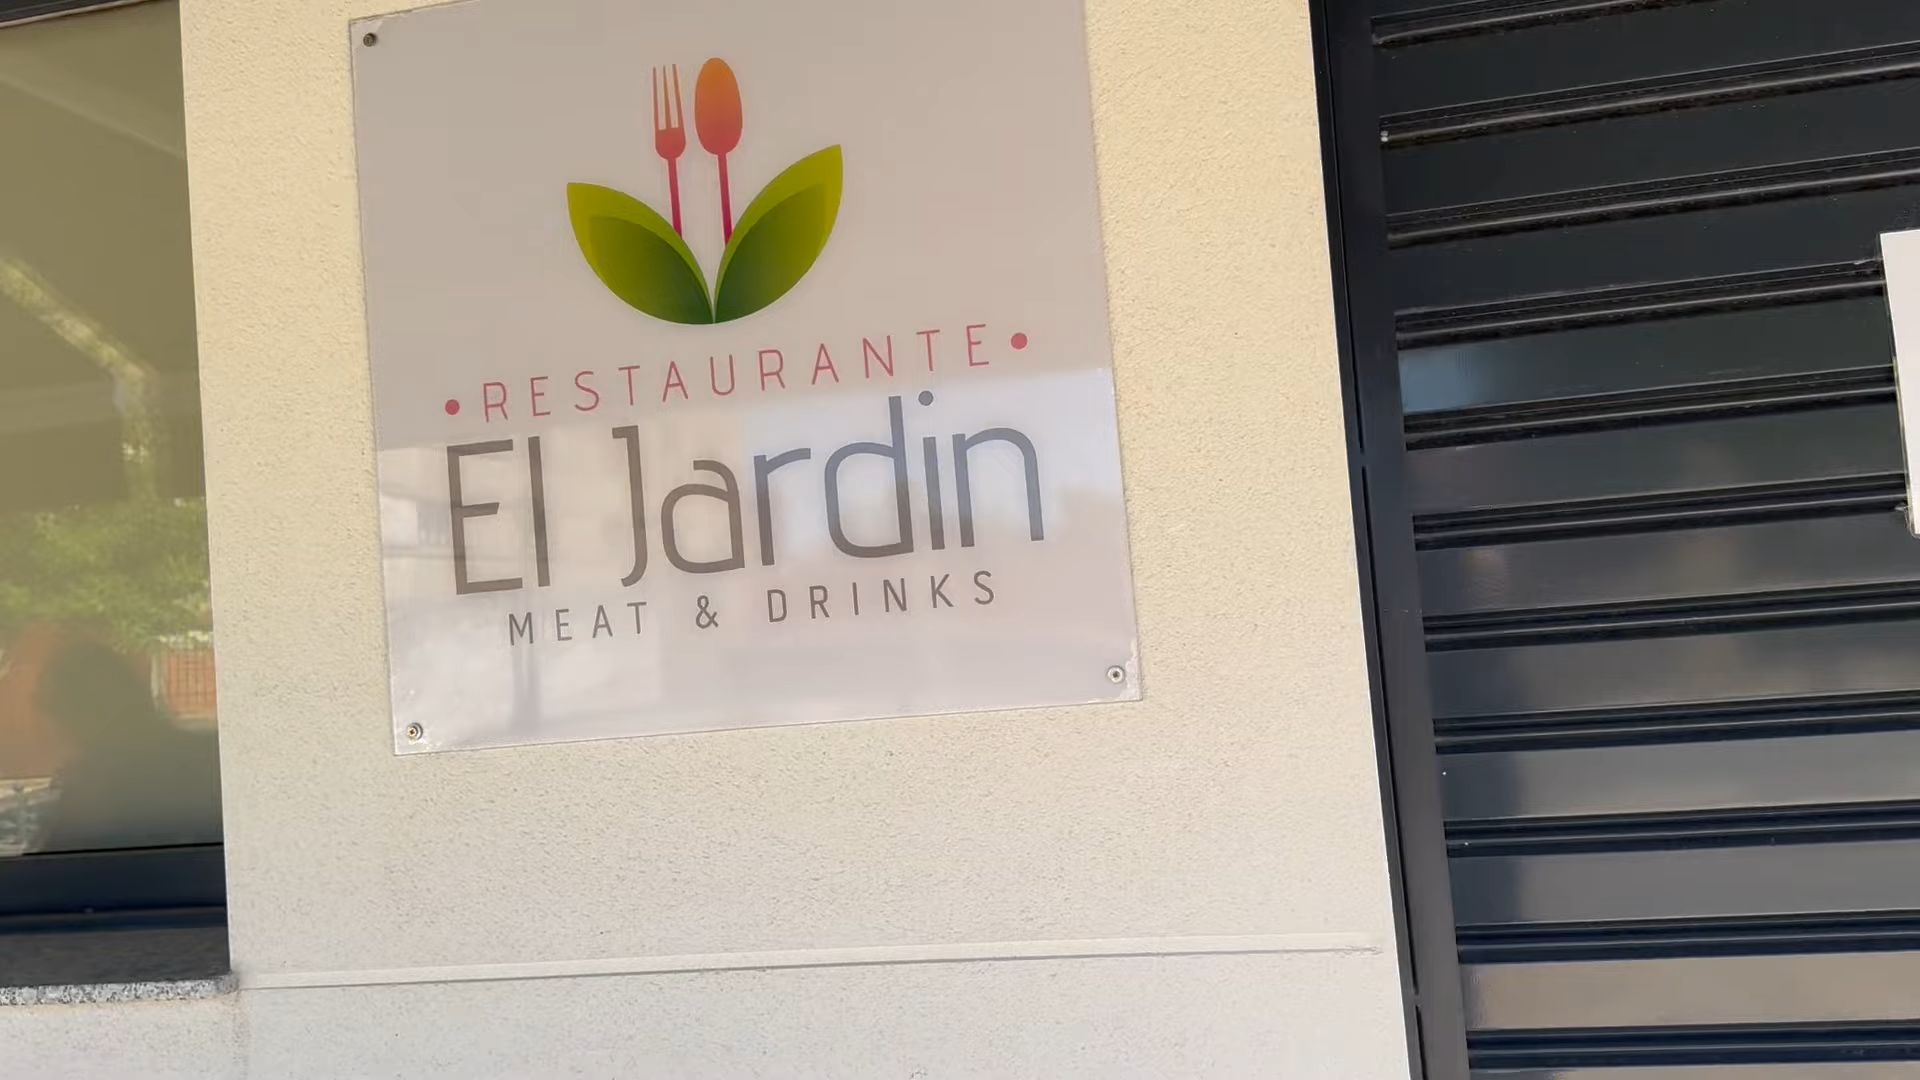 • RESTAURANTE •
El Jardin
MEAT & DRINKS